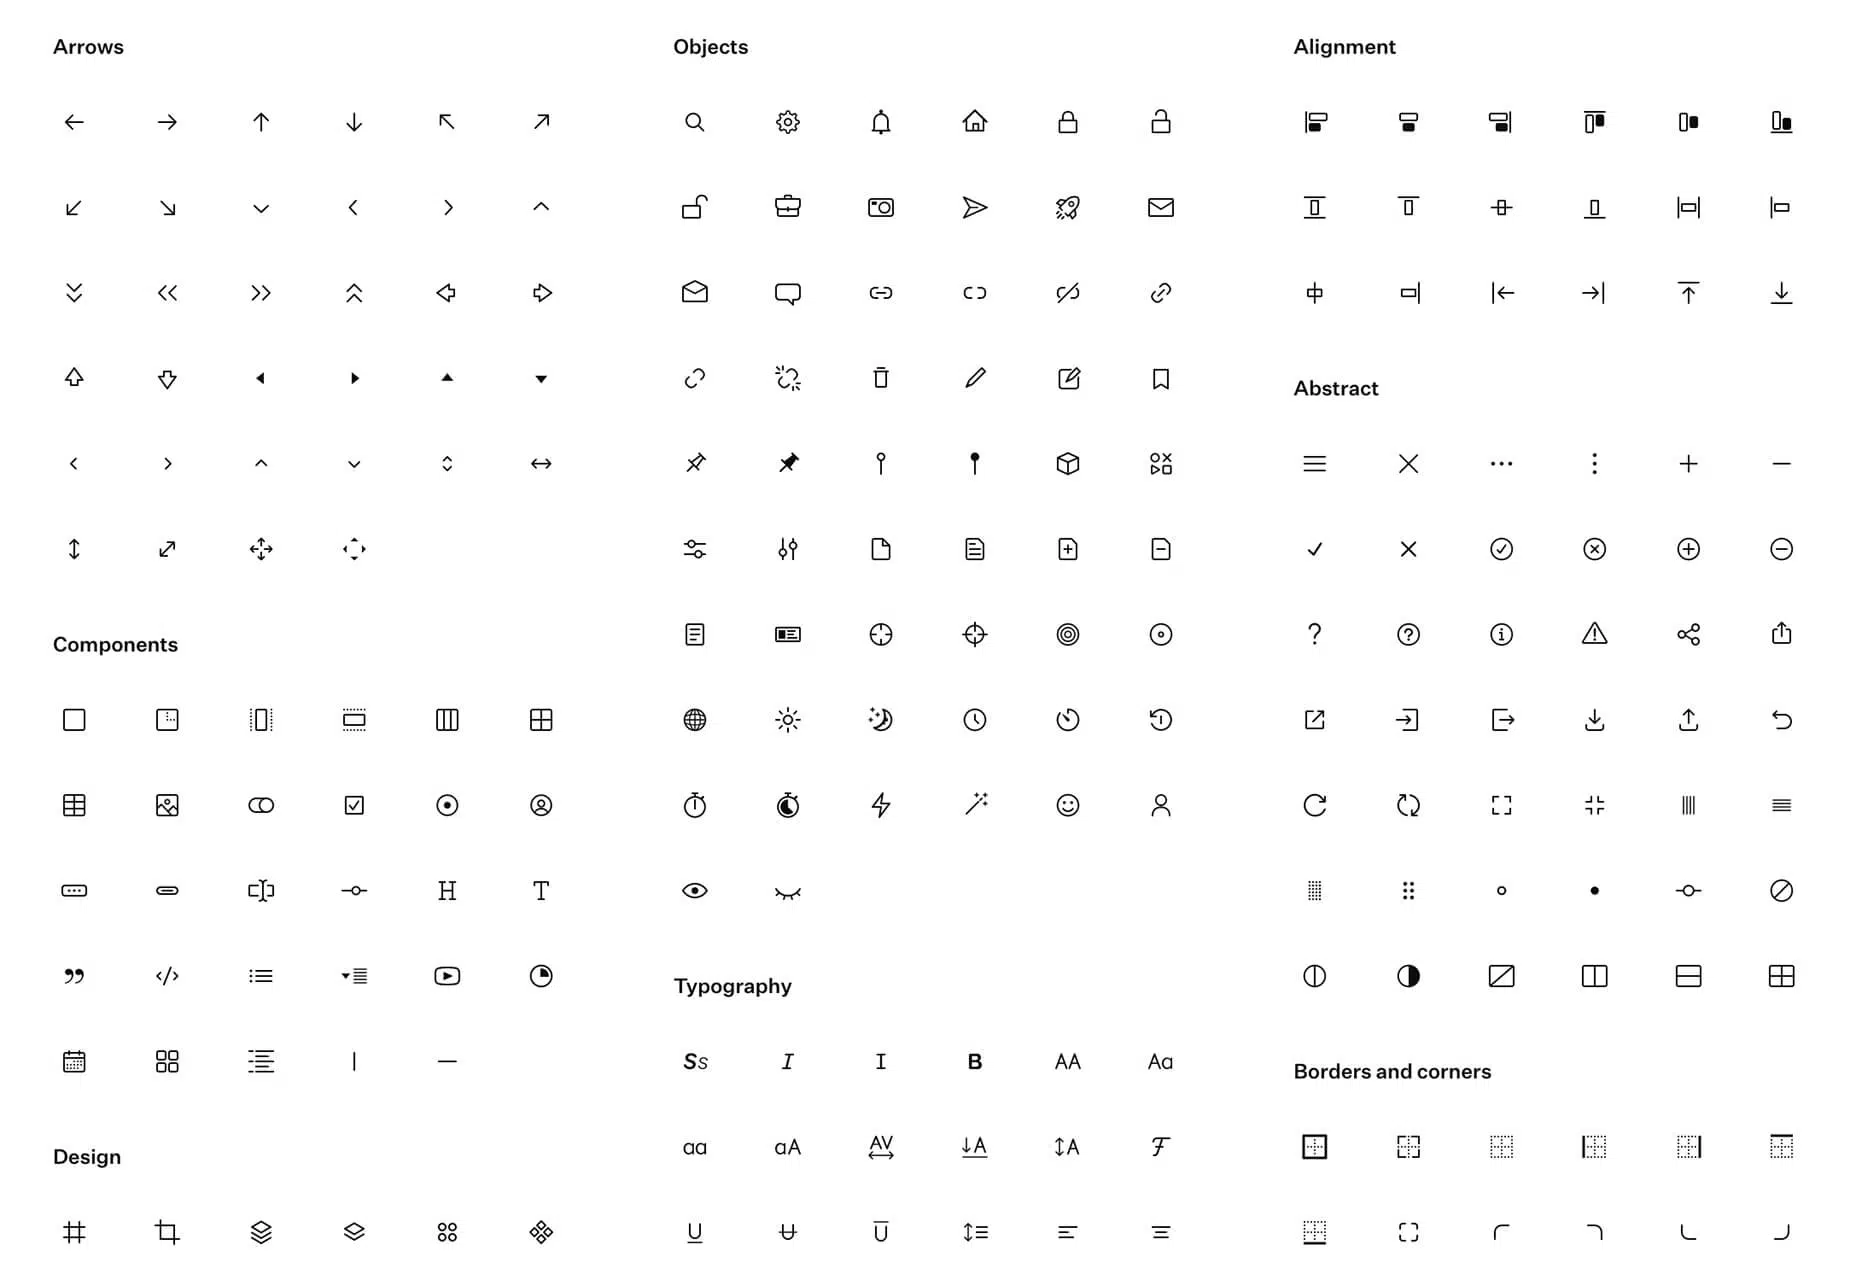 Arrows
Components
H
T
Design
Objects
Typography
Ss
I
I
B
AA
Aa
aa
aA
AV
A
A
F
U
U
U
Alignment
Abstract
?
?
i
!
Borders and corners